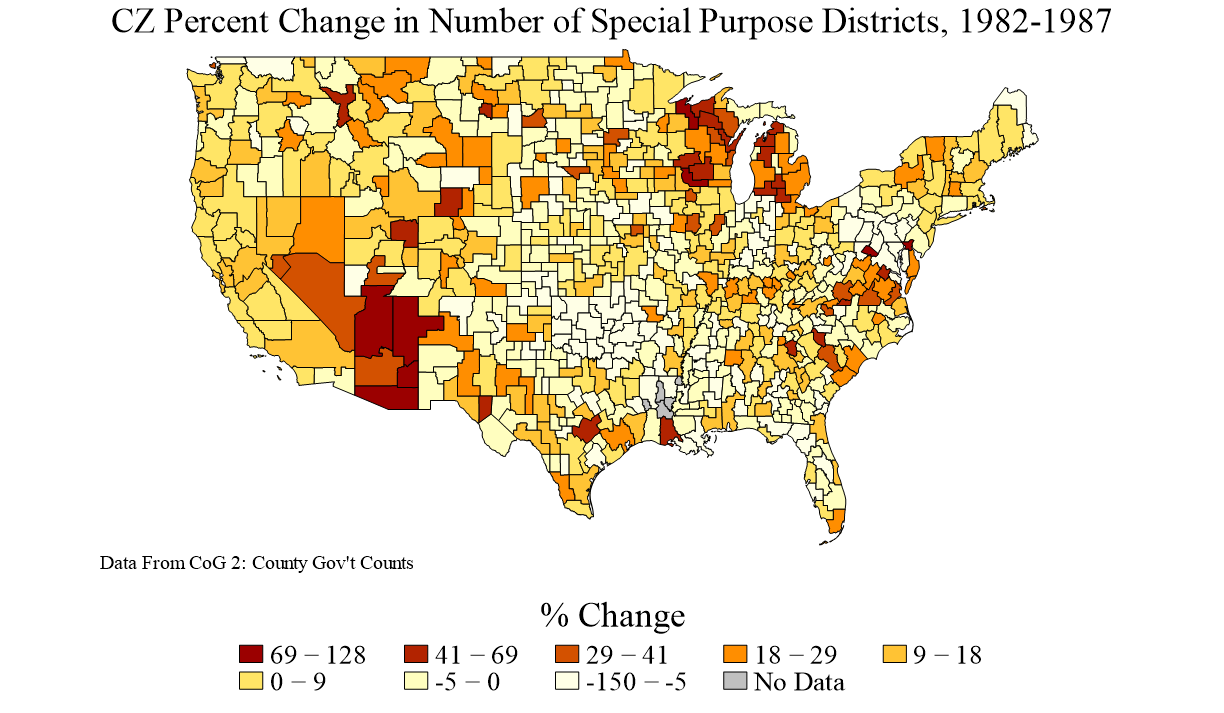 CZ Percent Change in Number of Special Purpose Districts, 1982-1987
Data From CoG 2: County Gov't Counts
% Change
69 − 128 41 − 69 29 − 41 18 − 29 9 − 18
0 − 9 -5 − 0 -150 − -5 No Data